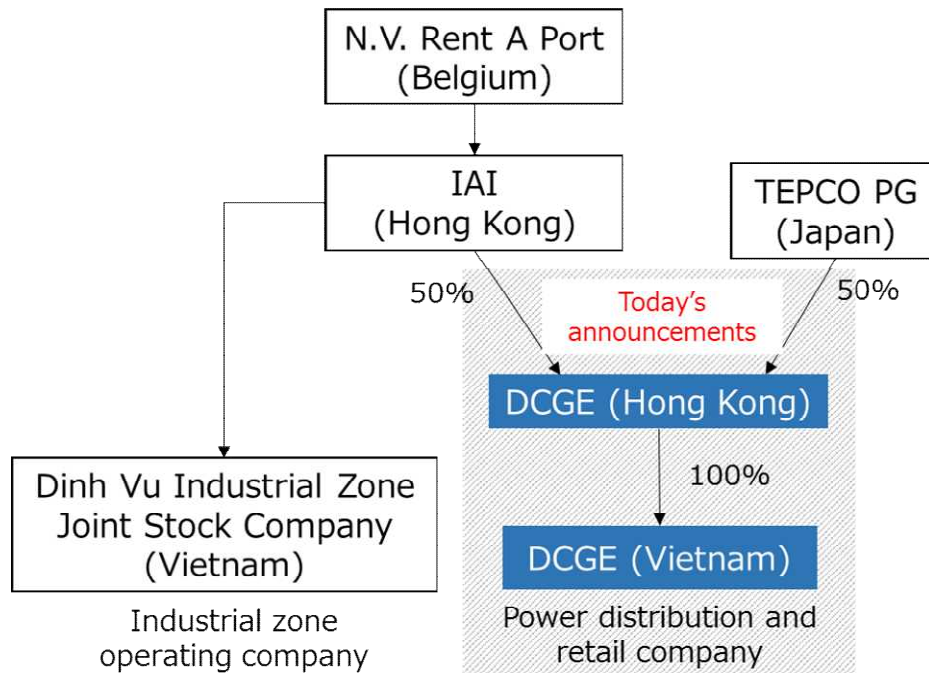 N.V. Rent A Port
(Belgium)
IAI
(Hong Kong)
TEPCO PG
(Japan)
50%
Today's
announcements
50%
DCGE (Hong Kong)
100%
Dinh Vu Industrial Zone
Joint Stock Company
(Vietnam)
DCGE (Vietnam)
Industrial zone
operating company
Power distribution and
retail company